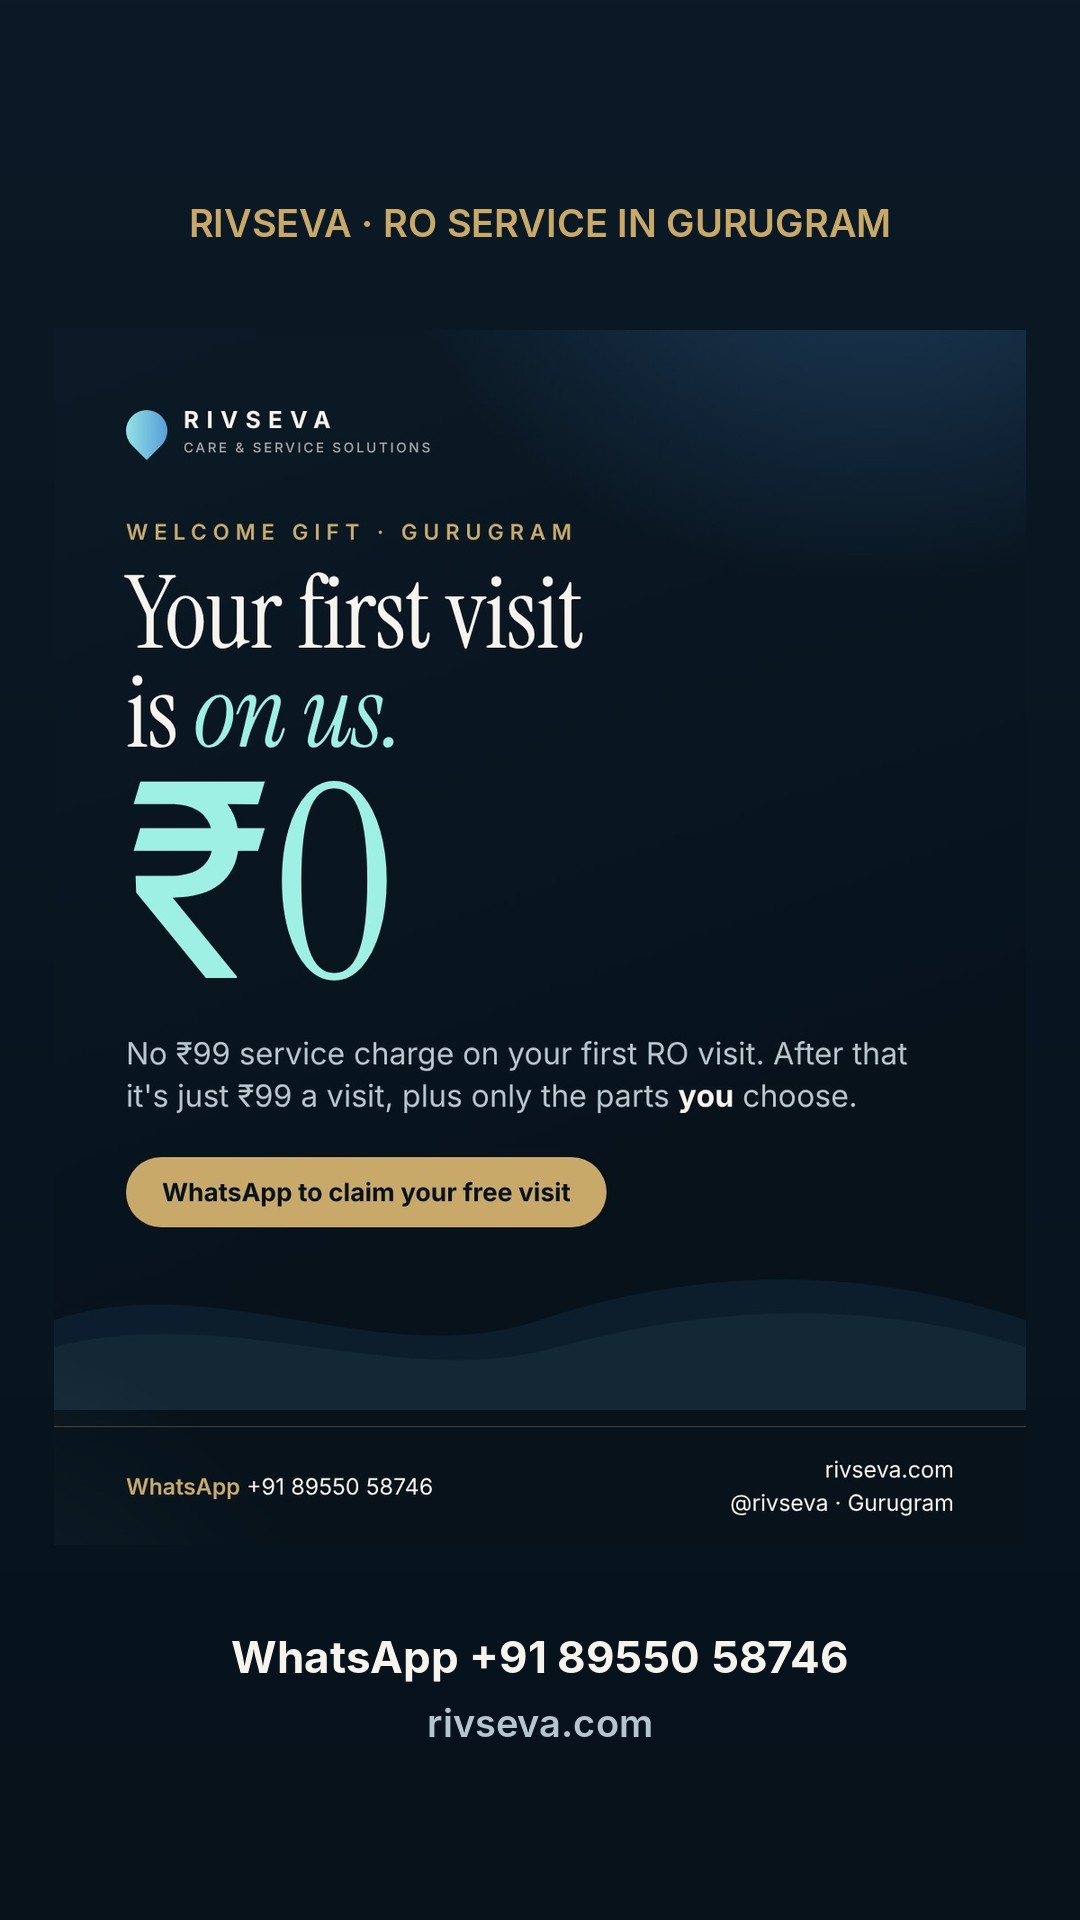 RIVSEVA · RO SERVICE IN GURUGRAM
RIVSEVA
CARE & SERVICE SOLUTIONS
WELCOME GIFT · GURUGRAM
Your first visit
is on us.
₹0
No ₹99 service charge on your first RO visit. After that
it's just ₹99 a visit, plus only the parts you choose.
WhatsApp to claim your free visit
WhatsApp +91 89550 58746
rivseva.com
@rivseva · Gurugram
WhatsApp +91 89550 58746
rivseva.com